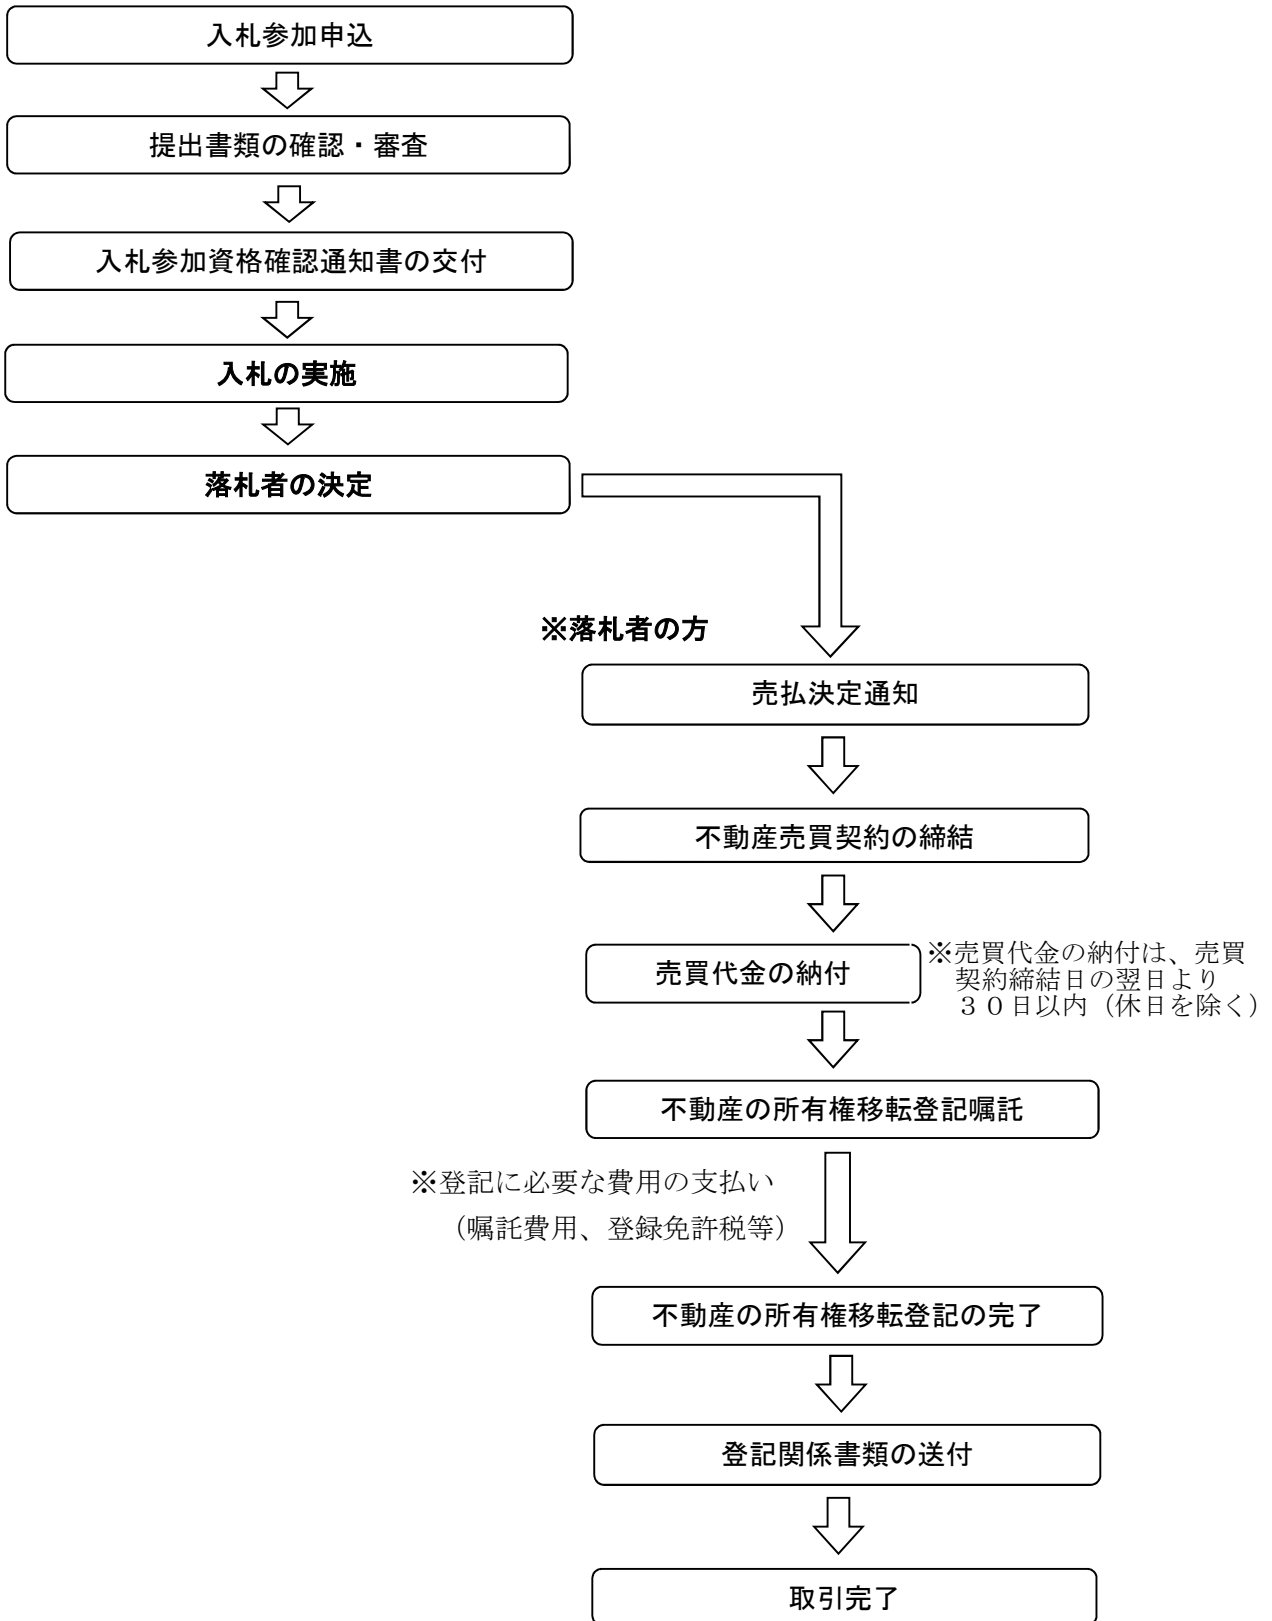 入札参加申込
提出書類の確認・審査
入札参加資格確認通知書の交付
入札の実施
落札者の決定
※落札者の方
売払決定通知
不動産売買契約の締結
売買代金の納付
※売買代金の納付は、売買
契約締結日の翌日より
３０日以内（休日を除く）
不動産の所有権移転登記嘱託
※登記に必要な費用の支払い
（嘱託費用、登録免許税等）
不動産の所有権移転登記の完了
登記関係書類の送付
取引完了